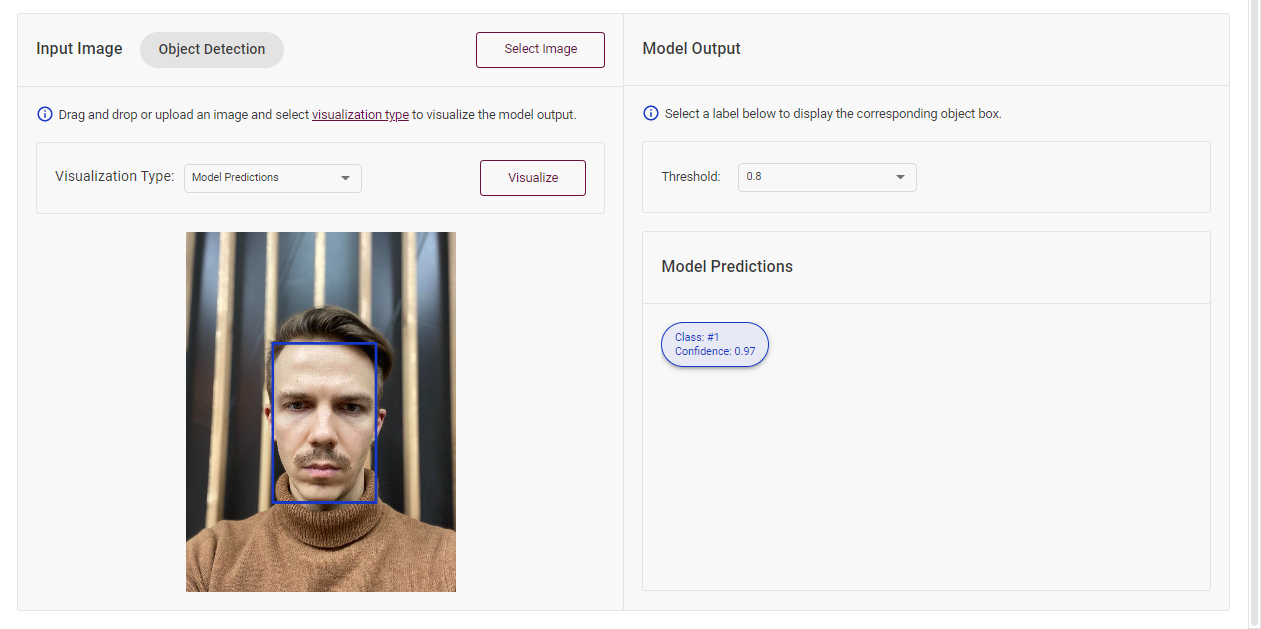 Input Image
Object Detection
Select Image
Drag and drop or upload an image and select visualization type to visualize the model output.
Visualization Type:
Model Predictions
Visualize
Model Output
Select a label below to display the corresponding object box.
Threshold:
0.8
Model Predictions
Class: #1
Confidence: 0.97